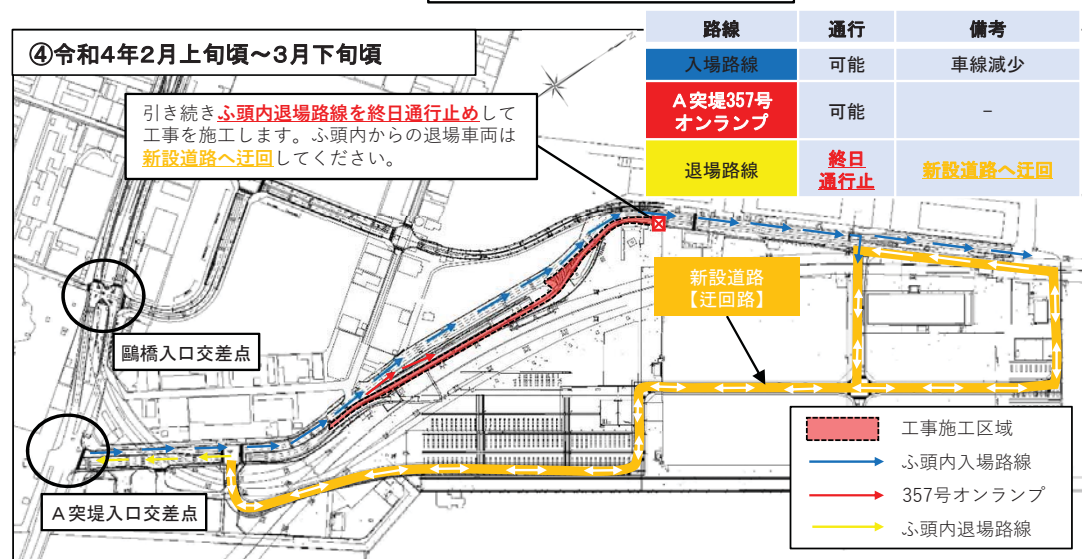 ④令和4年2月上旬頃～3月下旬頃
引き続きふ頭内退場路線を終日通行止めして
工事を施工します。ふ頭内からの退場車両は
新設道路へ迂回してください。
路線 通行 備考
入場路線 可能 車線減少
A突堤357号
オンランプ 可能 －
退場路線 終日
通行止 新設道路へ迂回
新設道路
【迂回路】
鷗橋入口交差点
A突堤入口交差点
工事施工区域
ふ頭内入場路線
357号オンランプ
ふ頭内退場路線